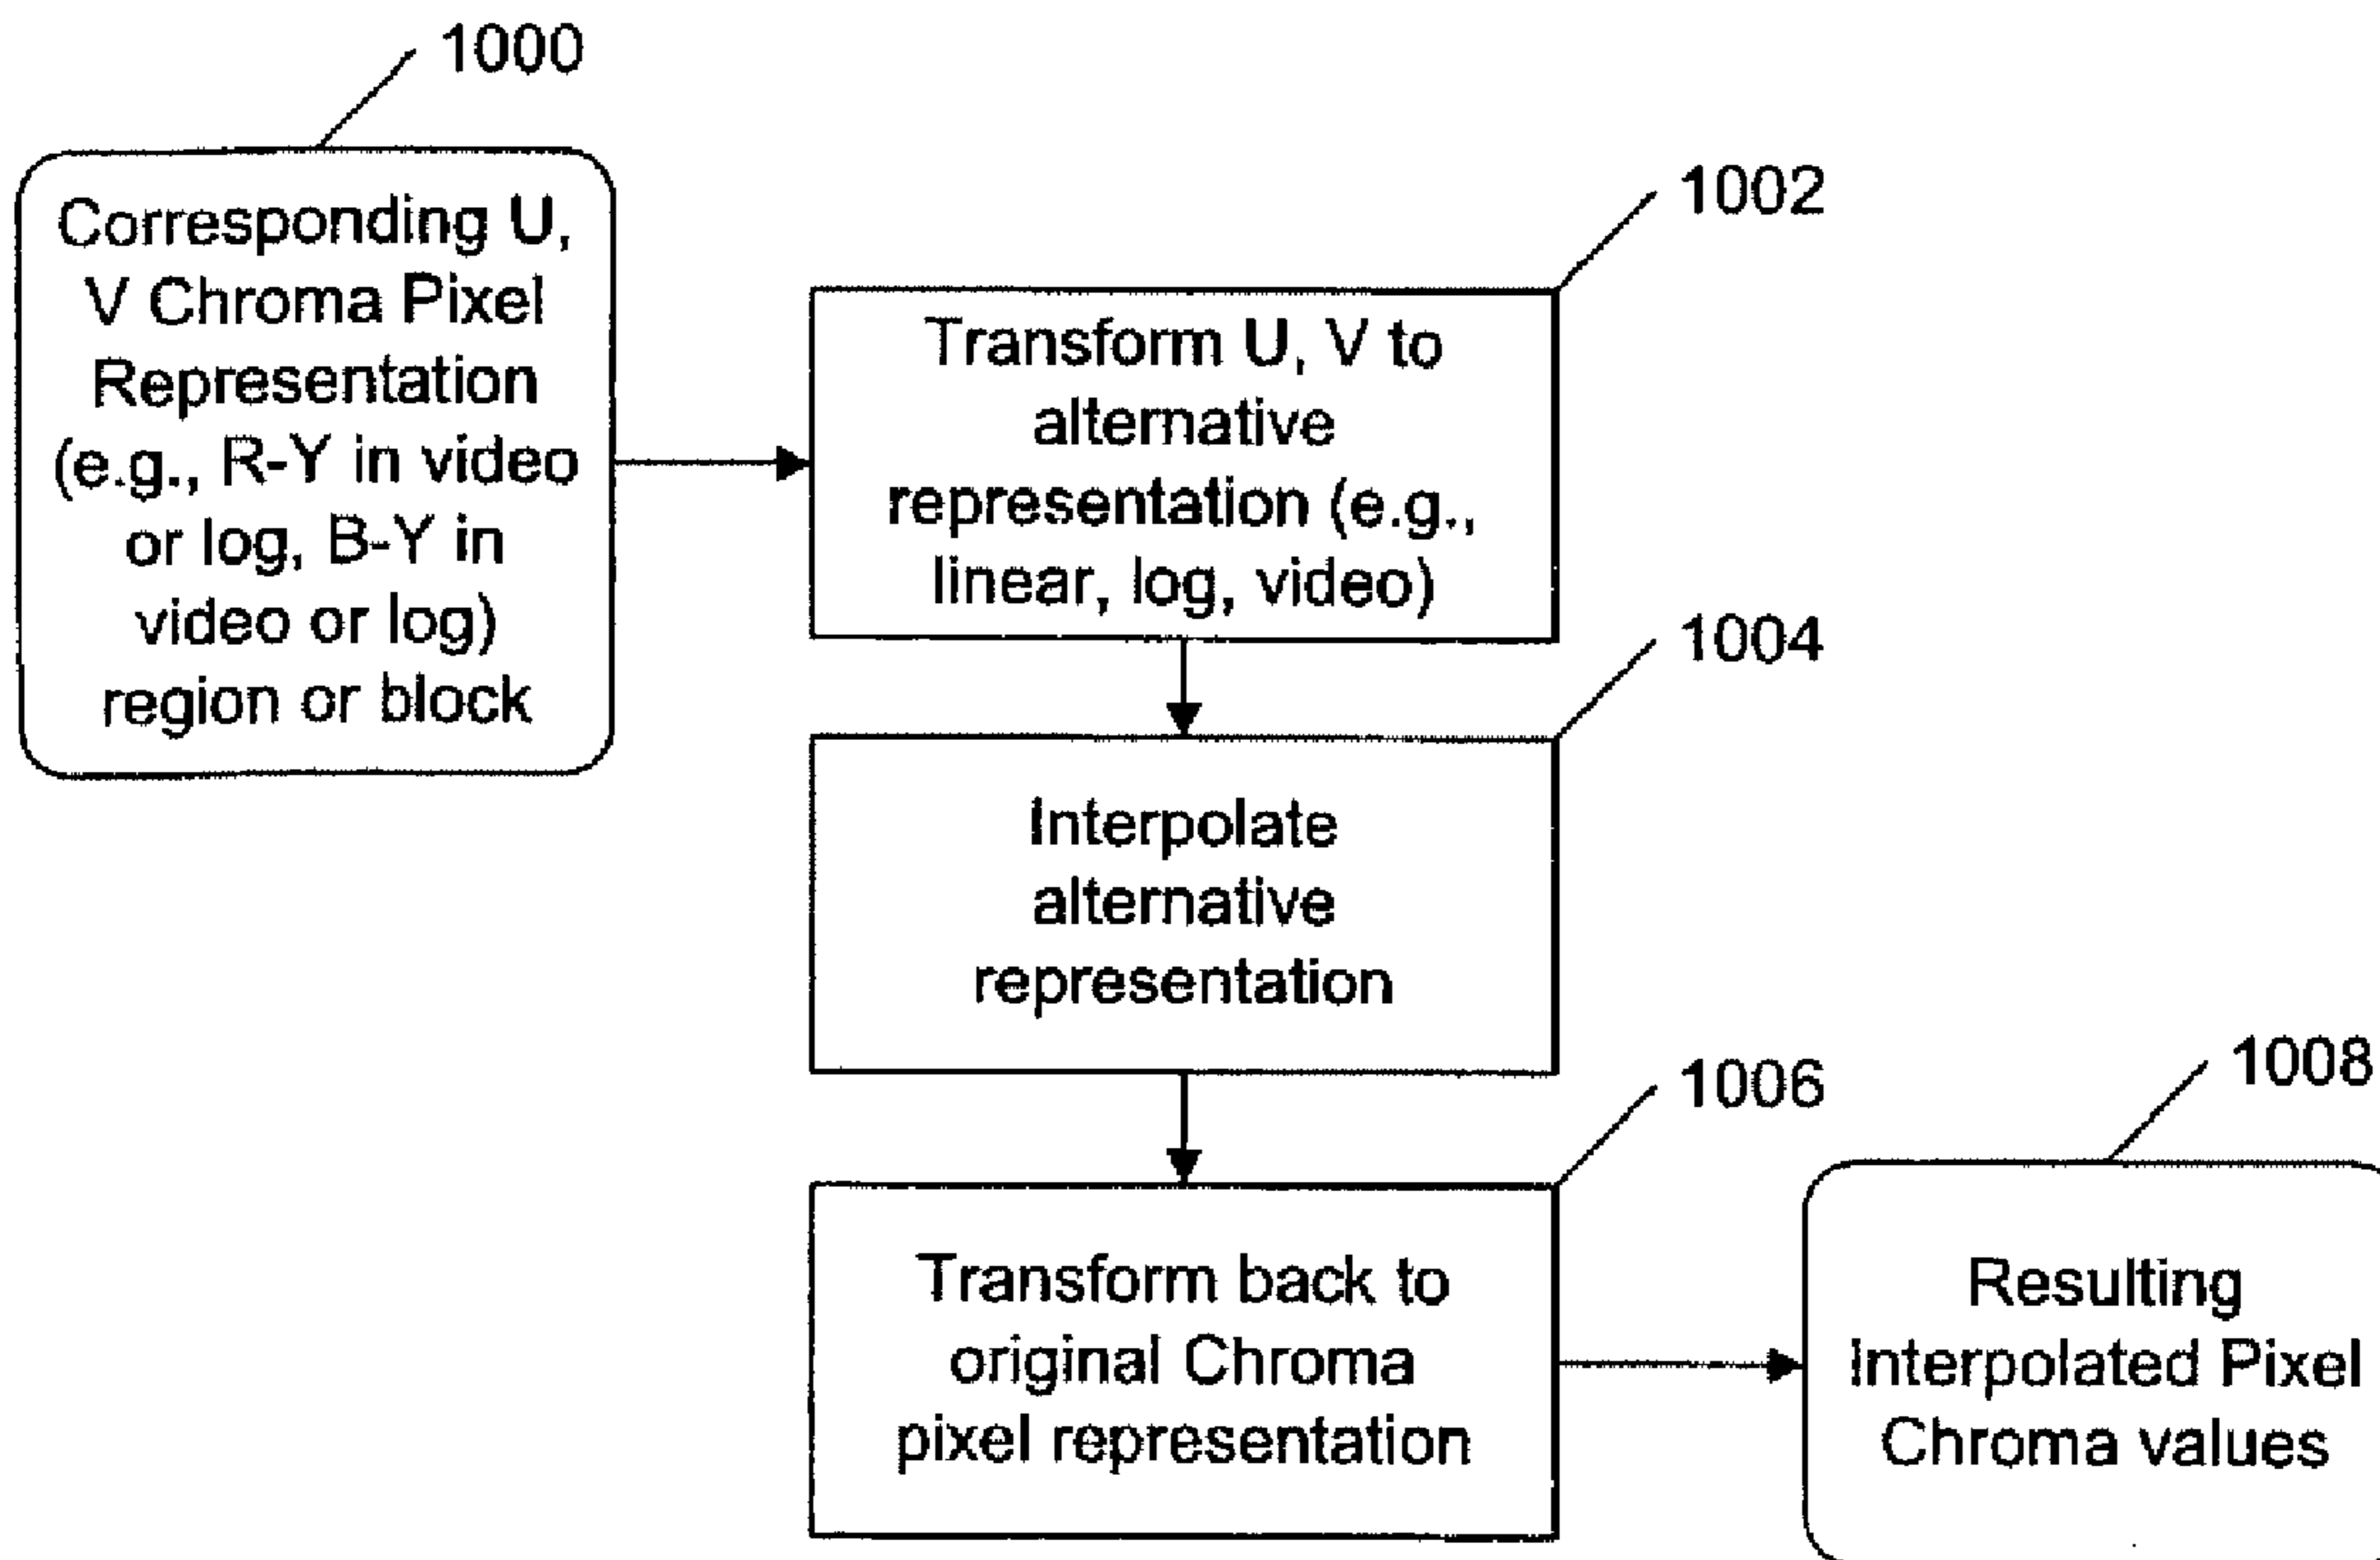 1000
Corresponding U,
V Chroma Pixel
Representation
(e.g., R-Y in video
or log, B-Y in
video or log)
region or block
1002
Transform U, V to
alternative
representation (e.g.,
linear, log, video)
1004
Interpolate
alternative
representation
1006
Transform back to
original Chroma
pixel representation
1008
Resulting
Interpolated Pixel
Chroma values